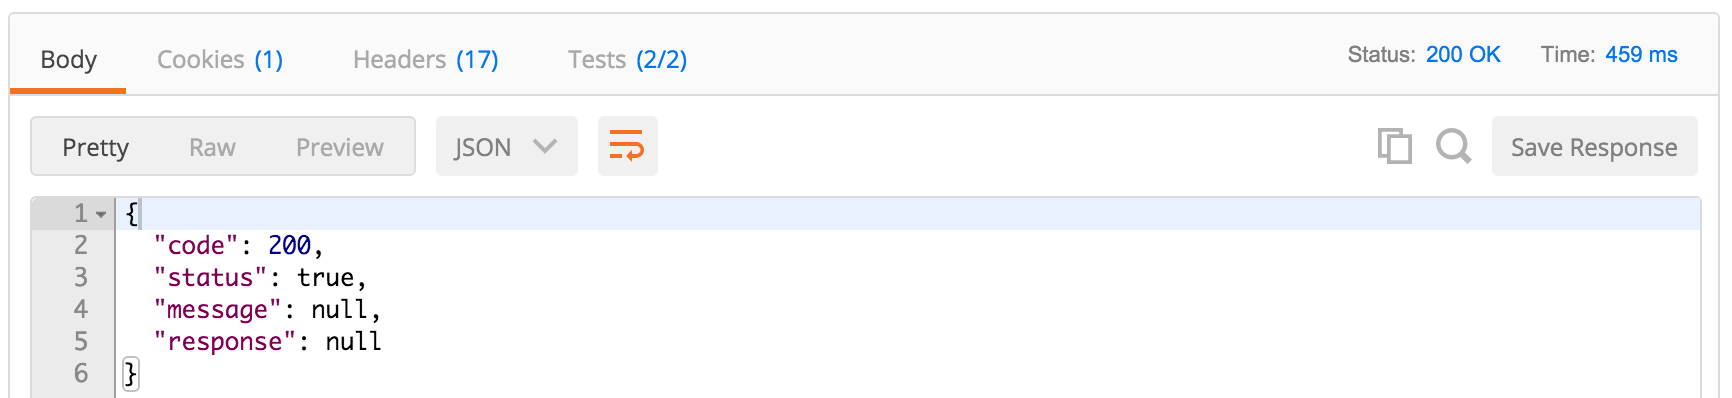 Body Cookies (1) Headers (17) Tests (2/2) Status: 200 OK Time: 459 ms
Pretty Raw Preview JSON Save Response
1 {
2 "code": 200,
3 "status": true,
4 "message": null,
5 "response": null
6 }